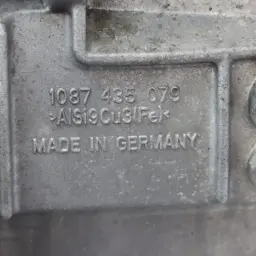 1087 435 079
>AlSi9Cu3(Fe)<
MADE IN GERMANY